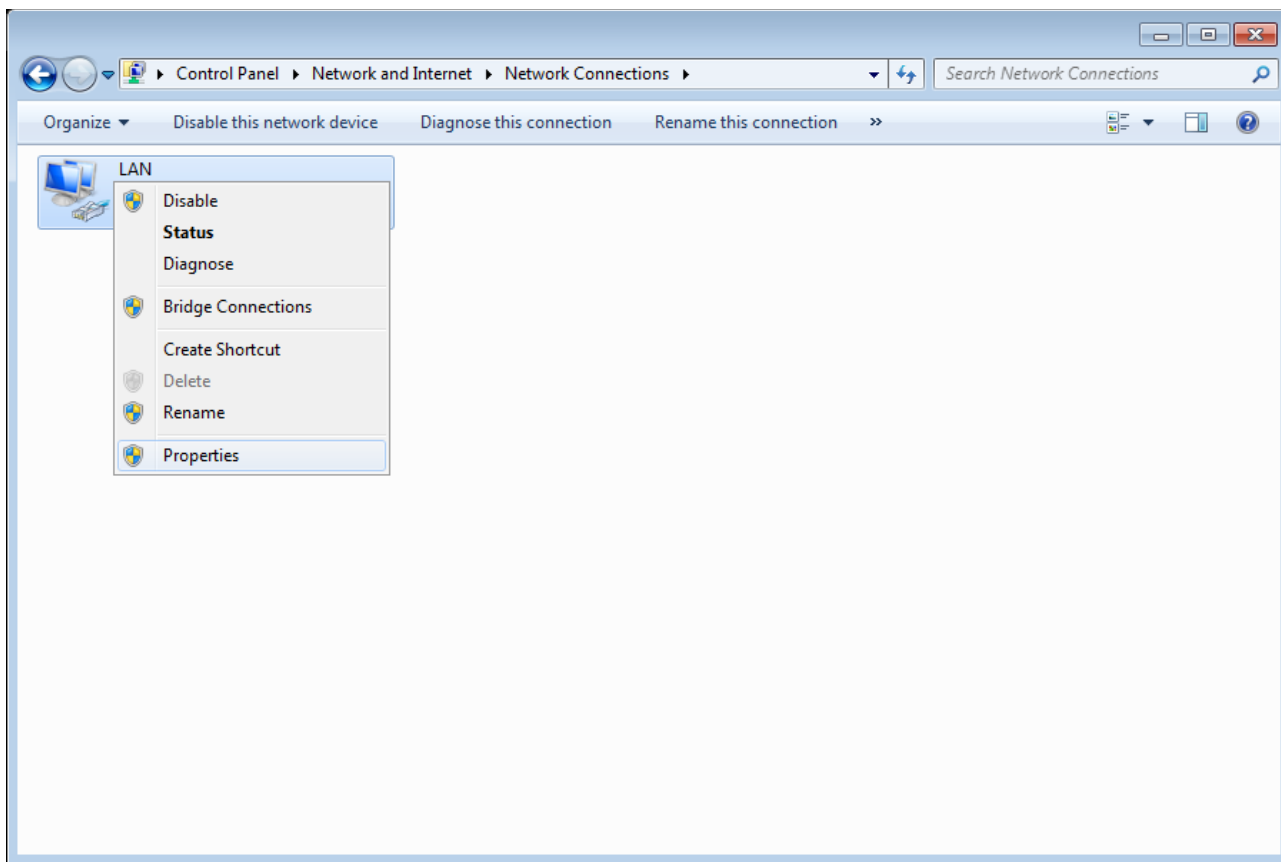 Control Panel Network and Internet Network Connections Search Network Connections
Organize Disable this network device Diagnose this connection Rename this connection »
LAN
Disable
Status
Diagnose
Bridge Connections
Create Shortcut
Delete
Rename
Properties